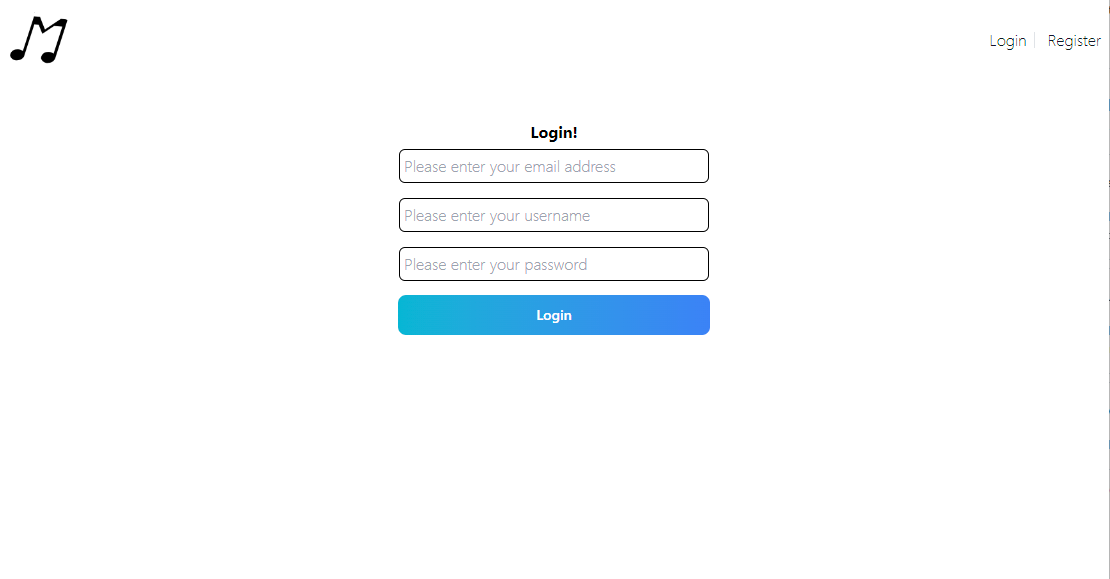 Login
Register
Login!
Please enter your email address
Please enter your username
Please enter your password
Login